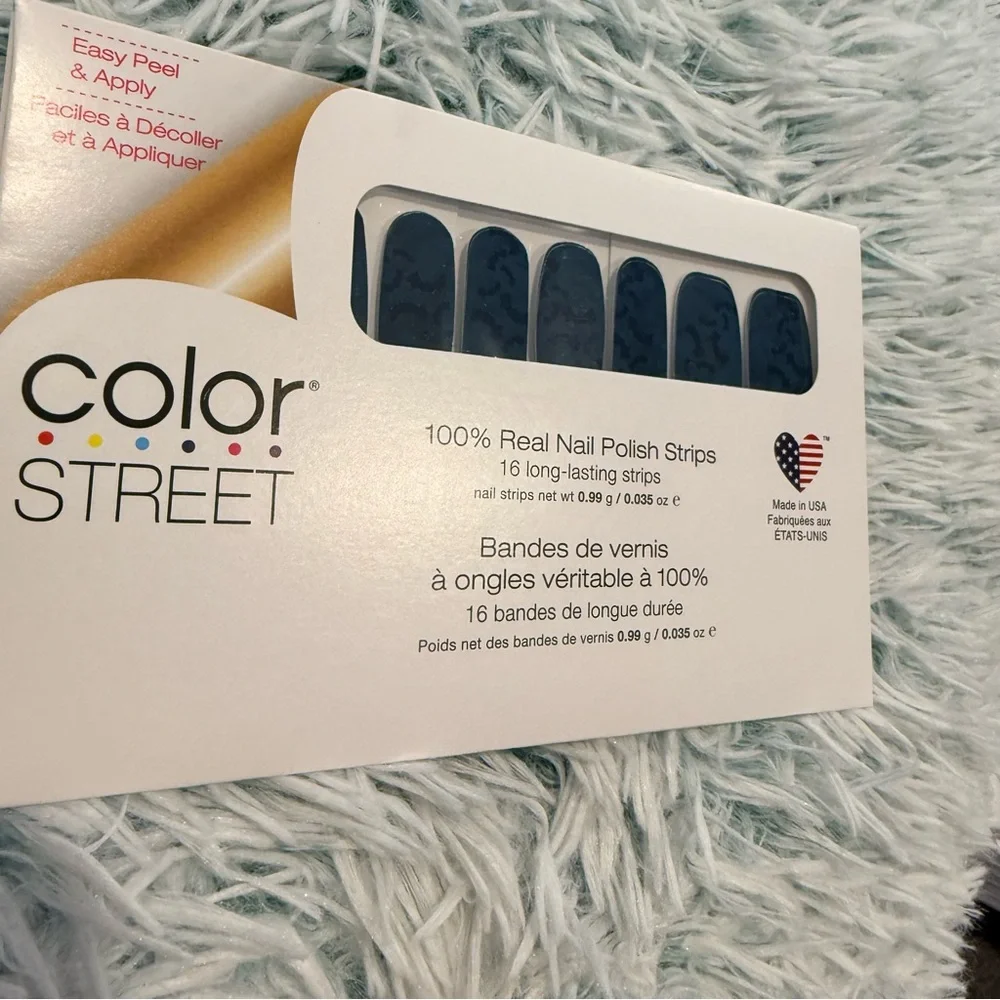 Easy Peel
& Apply
Faciles à Décoller
et à Appliquer
color®
STREET
100% Real Nail Polish Strips
16 long-lasting strips
nail strips net wt 0.99 g / 0.035 oz ℮
Bandes de vernis
à ongles véritable à 100%
16 bandes de longue durée
Poids net des bandes de vernis 0.99 g / 0.035 oz ℮
™
Made in USA
Fabriquées aux
ÉTATS-UNIS